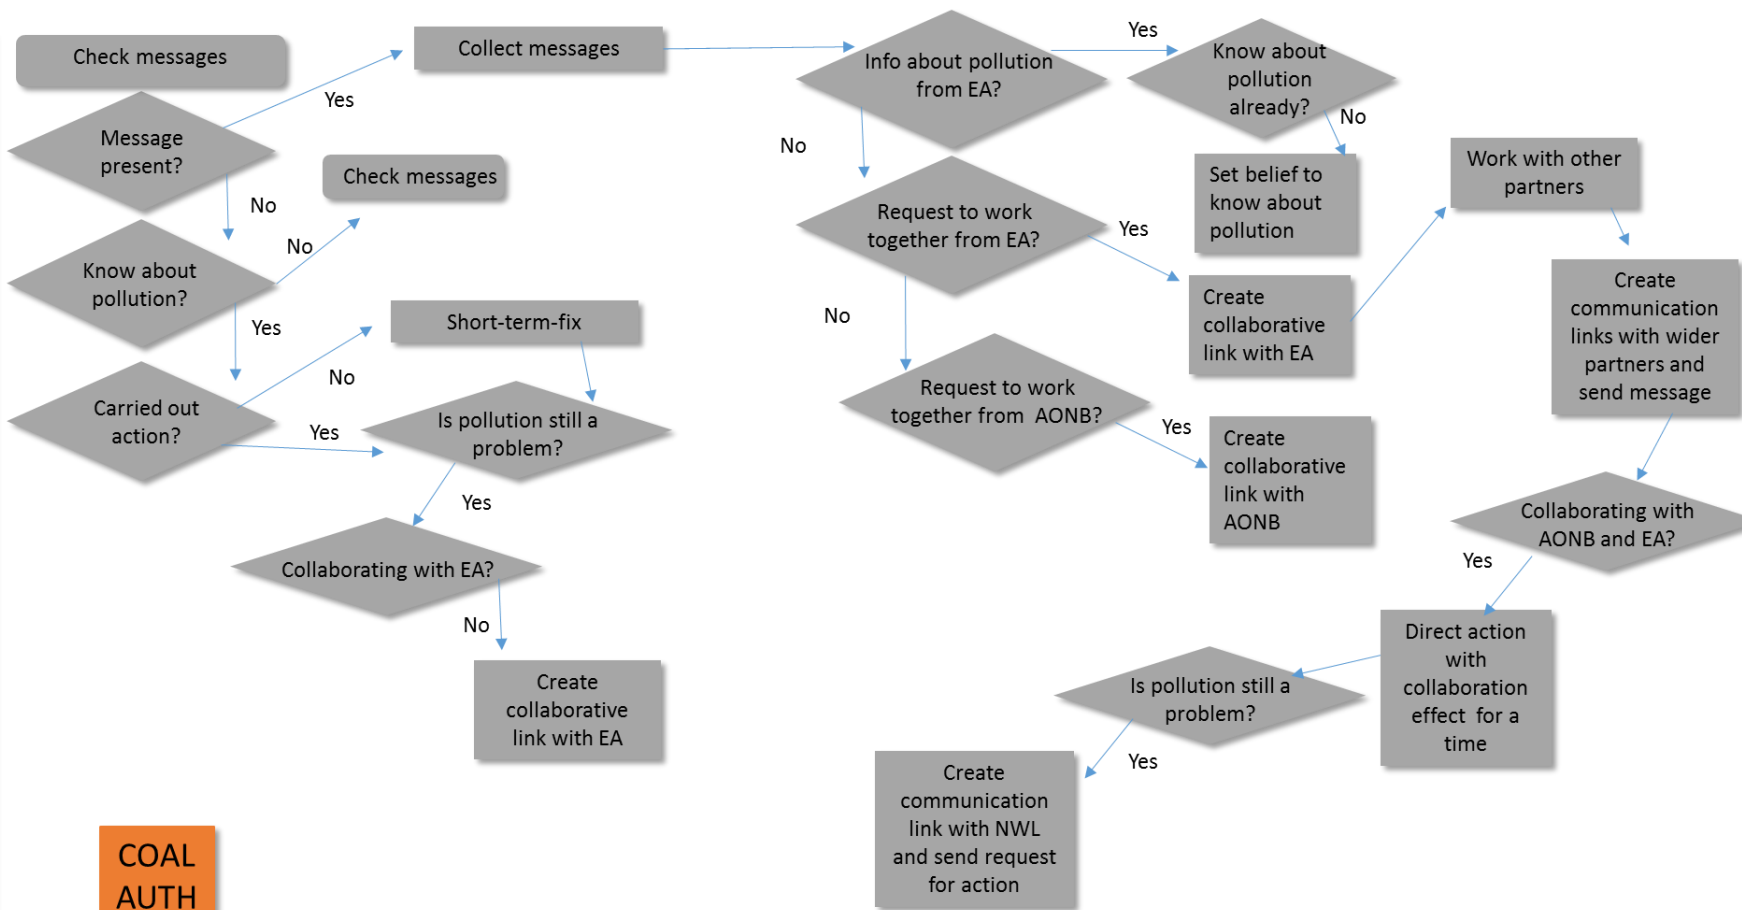 Check messages
Message
present?
Yes
No
Collect messages
Check messages
Know about
pollution?
No
Yes
Carried out
action?
No
Yes
Short-term-fix
Is pollution still a
problem?
Yes
Collaborating with EA?
No
Create
collaborative
link with EA
COAL
AUTH
Info about pollution
from EA?
Yes
No
Know about
pollution
already?
No
Set belief to
know about
pollution
Request to work
together from EA?
Yes
No
Create
collaborative
link with EA
Request to work
together from  AONB?
Yes
Create
collaborative
link with
AONB
Work with other
partners
Create
communication
links with wider
partners and
send message
Collaborating with
AONB and EA?
Yes
Direct action
with
collaboration
effect  for a
time
Is pollution still a
problem?
Yes
Create
communication
link with NWL
and send request
for action